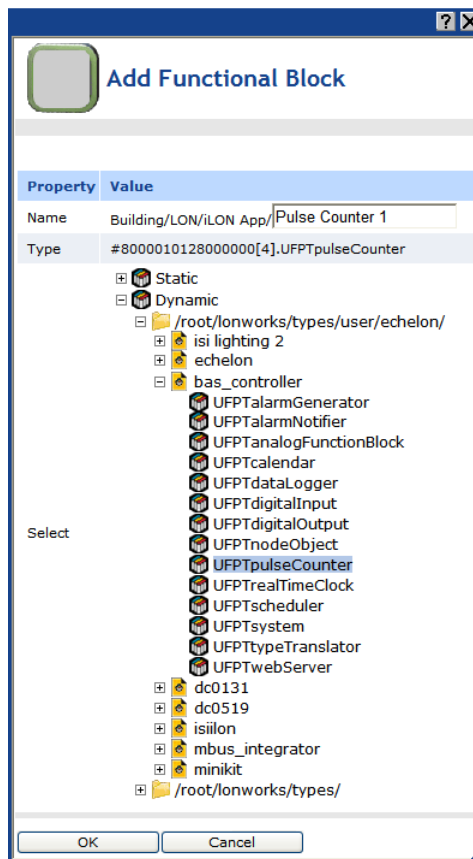 Add Functional Block
Property Value
Name Building/LON/iLON App/ Pulse Counter 1
Type #8000010128000000[4].UFPTpulseCounter
Static
Dynamic
/root/lonworks/types/user/echelon/
isi lighting 2
echelon
bas_controller
UFPTalarmGenerator
UFPTalarmNotifier
UFPTanalogFunctionBlock
UFPTcalendar
UFPTdataLogger
UFPTdigitalInput
UFPTdigitalOutput
Select
UFPTnodeObject
UFPTpulseCounter
UFPTrealTimeClock
UFPTscheduler
UFPTsystem
UFPTtypeTranslator
UFPTwebServer
dc0131
dc0519
isiilon
mbus_integrator
minikit
/root/lonworks/types/
OK Cancel